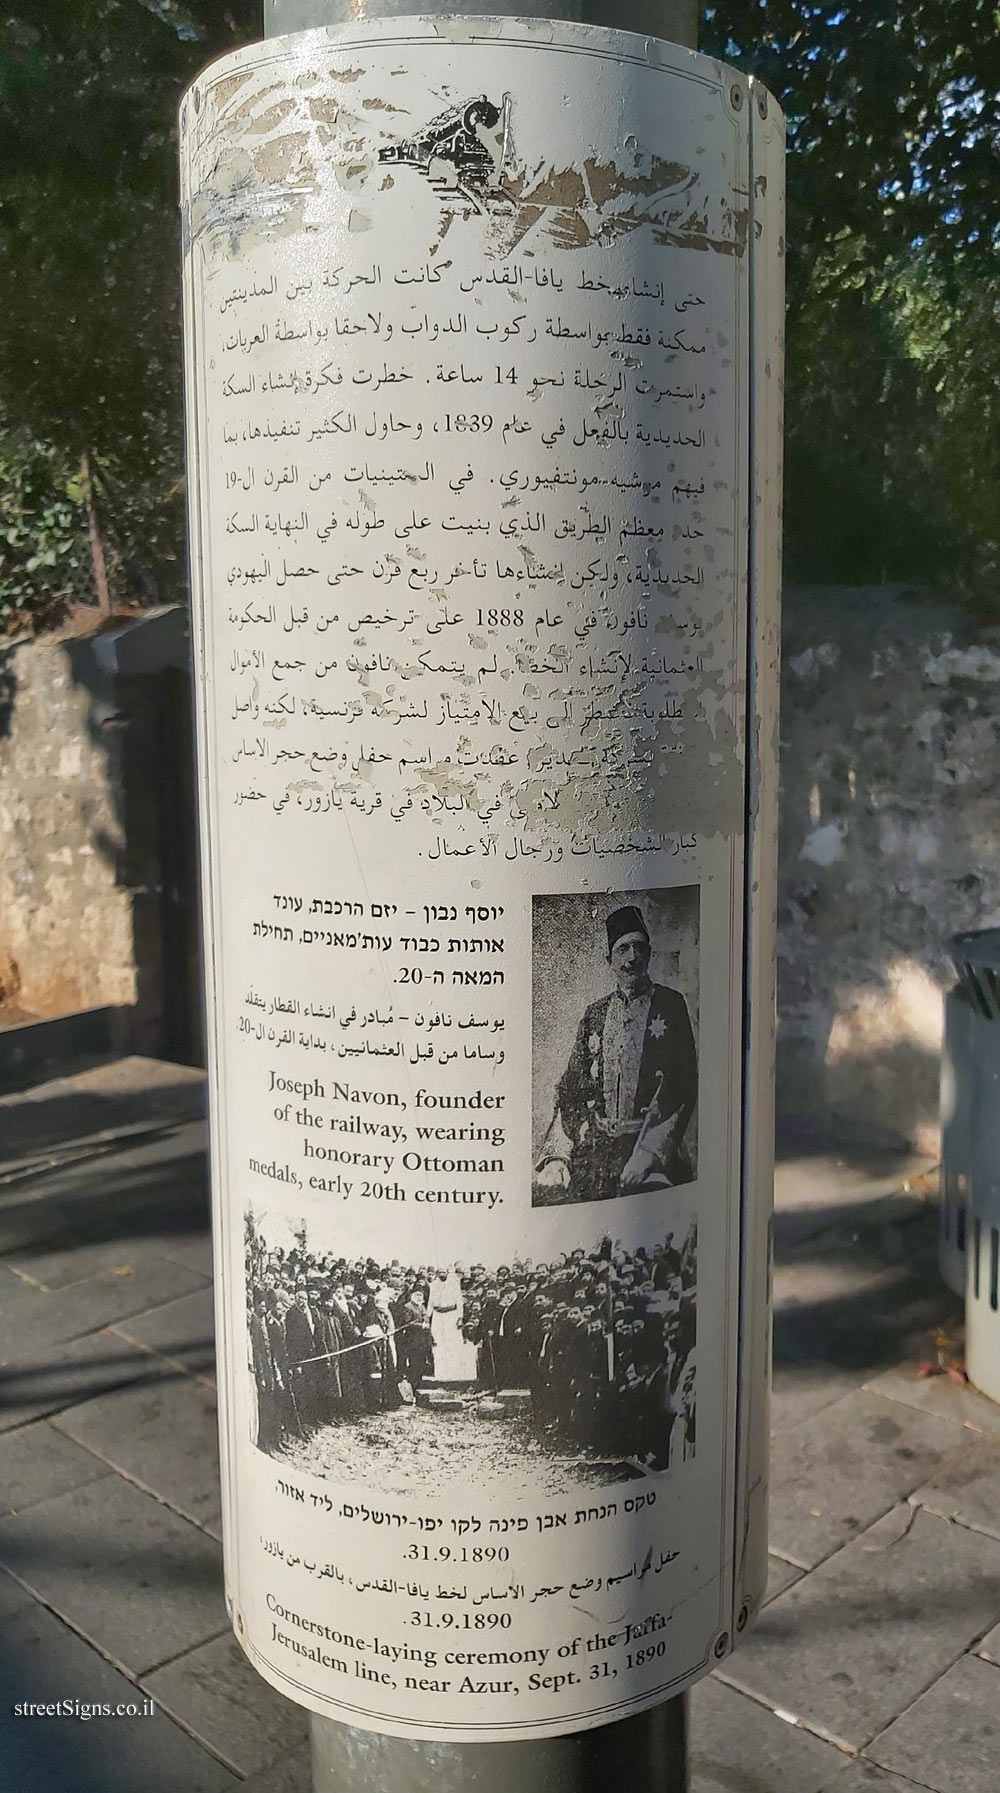 حتى إنشاء خط يافا-القدس كانت الحركة بين المدينتين
ممكنة فقط بواسطة ركوب الدواب ولاحقا بواسطة العربات،
واستمرت الرحلة نحو 14 ساعة. خطرت فكرة إنشاء السكة
الحديدية بالفعل في عام 1839، وحاول الكثير تنفيذها، بما
فيهم موشيه مونتفيوري. في الستينيات من القرن ال-19
حدد معظم الطريق الذي بنيت على طوله في النهاية السكة
الحديدية، ولكن إنشاءها تأخر ربع قرن حتى حصل اليهودي
يوسف نافون في عام 1888 على ترخيص من قبل الحكومة
العثمانية لإنشاء الخط. لم يتمكن نافون من جمع الأموال
الى بيع الامتياز لشركة فرنسية، لكنه واصل
عقدت مراسم حفل وضع حجر الاساس
في البلاد في قرية يازور، في حضور
كبار الشخصيات ورجال الأعمال.
יוסף נבון – יזם הרכבת, עונד
אותות כבוד עות'מאניים, תחילת
המאה ה-20.
يوسف نافون – مُبادر في انشاء القطار يتقلّد
وساما من قبل العثمانيين، بداية القرن ال-20.
Joseph Navon, founder
of the railway, wearing
honorary Ottoman
medals, early 20th century.
טקס הנחת אבן פינה לקו יפו-ירושלים, ליד אזור,
31.9.1890.
حفل مراسيم وضع حجر الاساس لخط يافا-القدس، بالقرب من يازور،
31.9.1890.
Cornerstone-laying ceremony of the Jaffa-
Jerusalem line, near Azur, Sept. 31, 1890
streetSigns.co.il